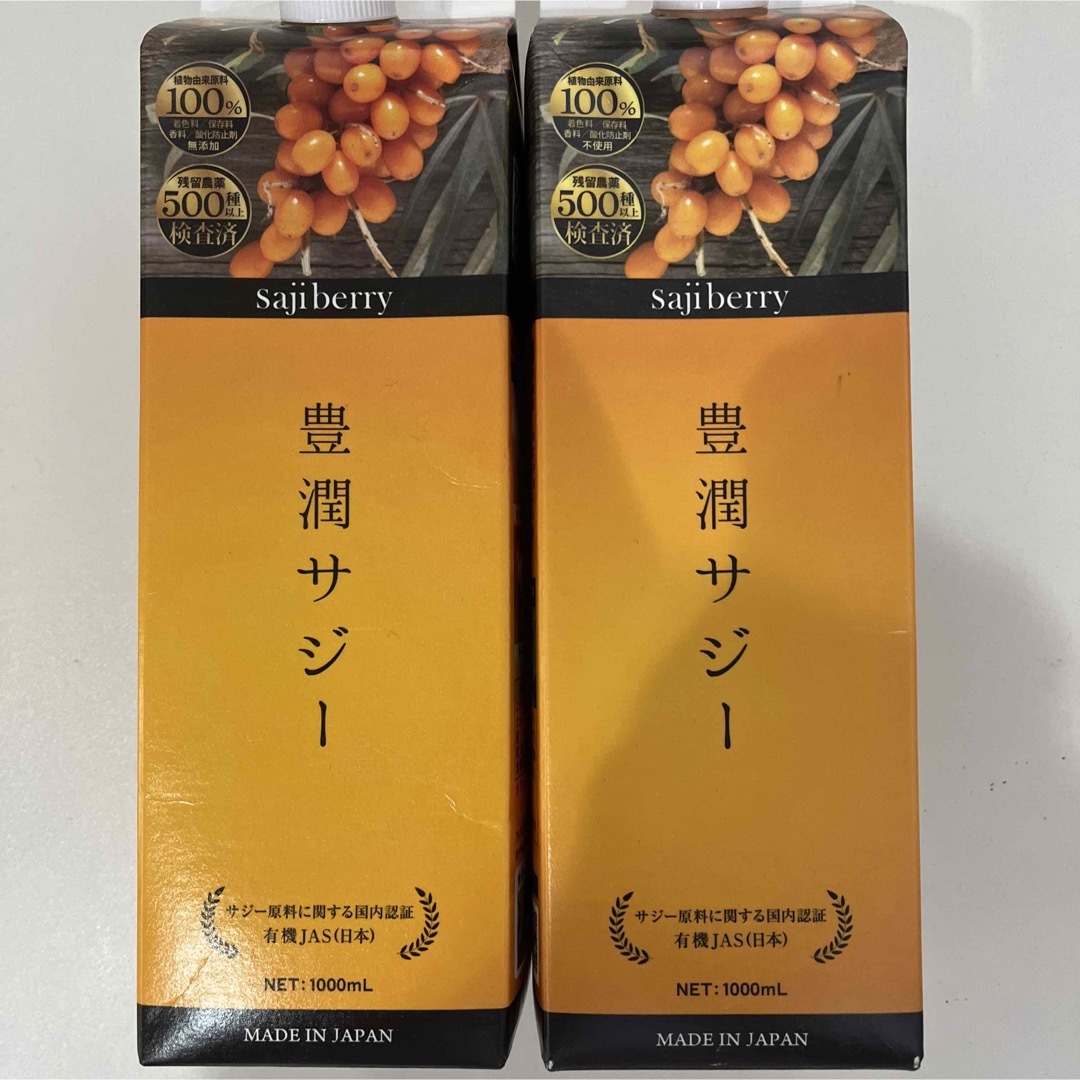 植物由来原料
100%
着色料/保存料
香料/酸化防止剤
無添加
残留農薬
500種以上
検査済
sajiberry
豊潤サジー
サジー原料に関する国内認証
有機JAS(日本)
NET:1000mL
MADE IN JAPAN
植物由来原料
100%
着色料/保存料
香料/酸化防止剤
不使用
残留農薬
500種以上
検査済
sajiberry
豊潤サジー
サジー原料に関する国内認証
有機JAS(日本)
NET:1000mL
MADE IN JAPAN